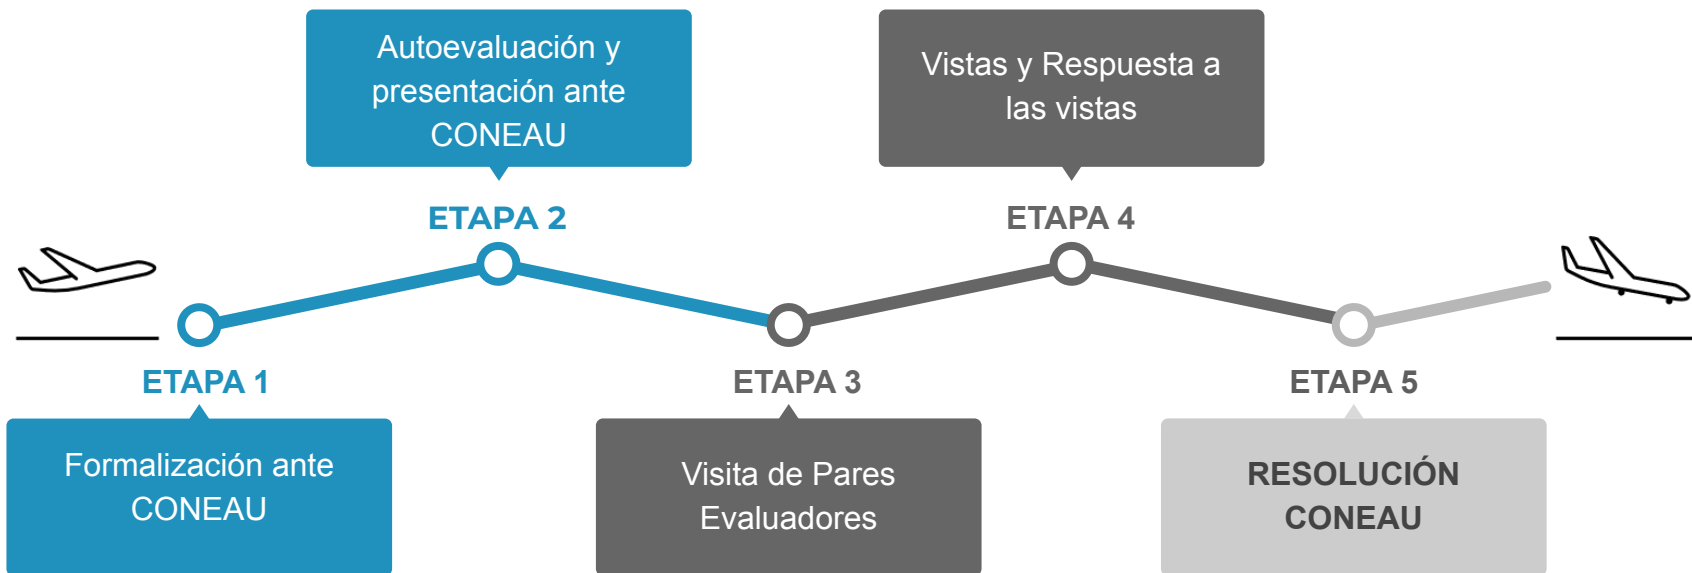 ETAPA 1
Formalización ante
CONEAU
Autoevaluación y
presentación ante
CONEAU
ETAPA 2
ETAPA 3
Visita de Pares
Evaluadores
Vistas y Respuesta a
las vistas
ETAPA 4
ETAPA 5
RESOLUCIÓN
CONEAU